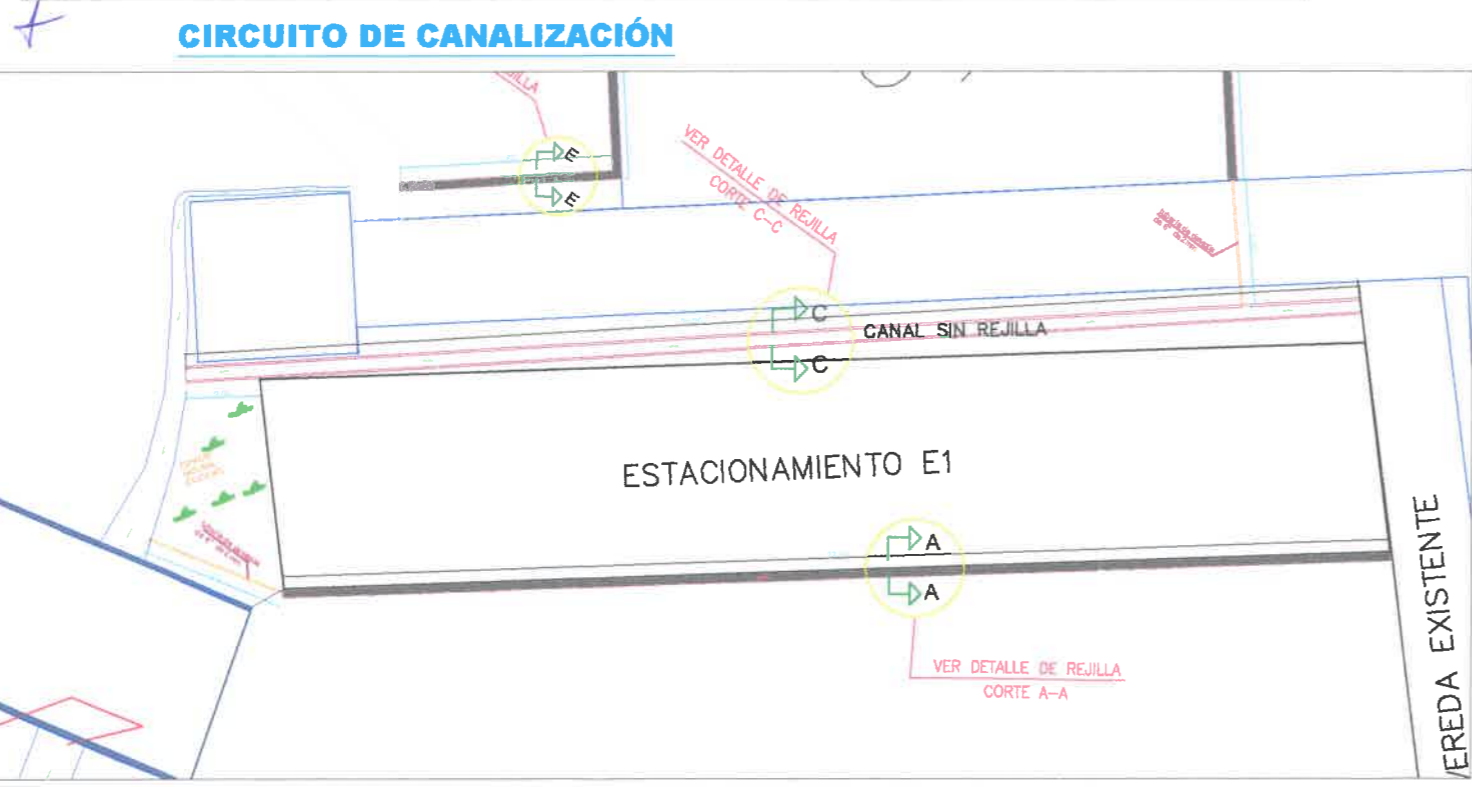 CIRCUITO DE CANALIZACIÓN
E
E
VER DETALLE DE REJILLA
CORTE C-C
C
CANAL SIN REJILLA
C
ESTACIONAMIENTO E1
A
A
VER DETALLE DE REJILLA
CORTE A-A
VEREDA EXISTENTE